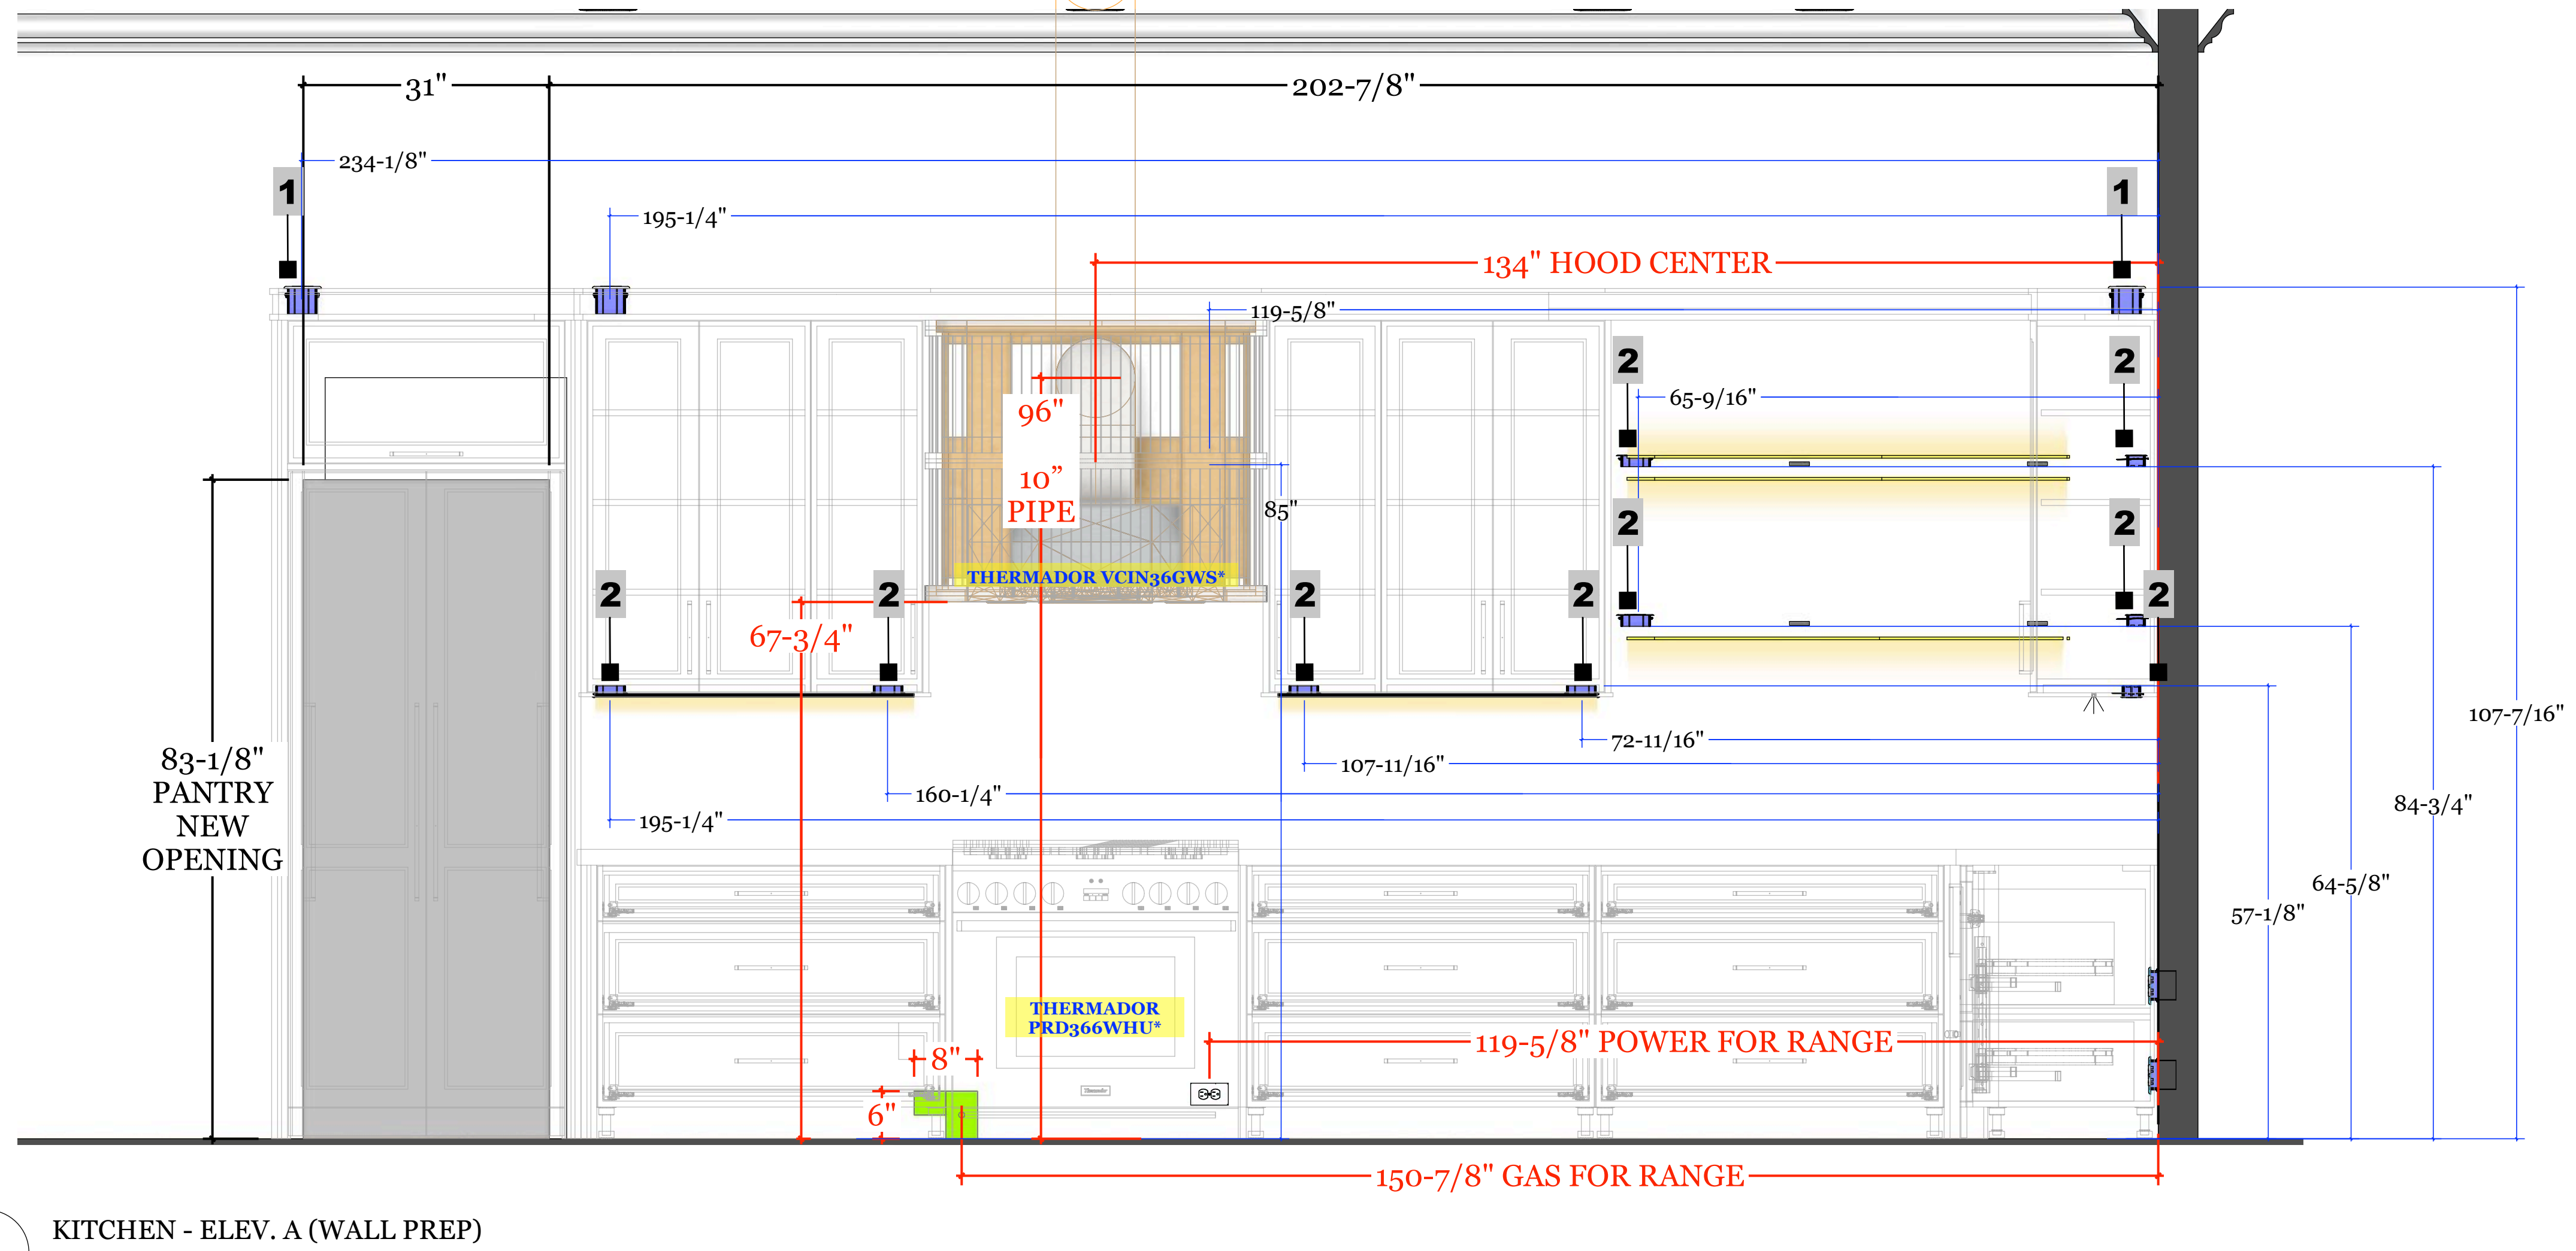 31"
202-7/8"
234-1/8"
1
1
195-1/4"
134" HOOD CENTER
119-5/8"
2
2
65-9/16"
96"
10”
PIPE
85"
2
2
THERMADOR VCIN36GWS*
2
2
2
2
2
67-3/4"
107-7/16"
72-11/16"
83-1/8"
PANTRY
NEW
OPENING
107-11/16"
160-1/4"
84-3/4"
195-1/4"
64-5/8"
57-1/8"
THERMADOR
PRD366WHU*
119-5/8" POWER FOR RANGE
8"
6"
Thermador
150-7/8" GAS FOR RANGE
KITCHEN - ELEV. A (WALL PREP)